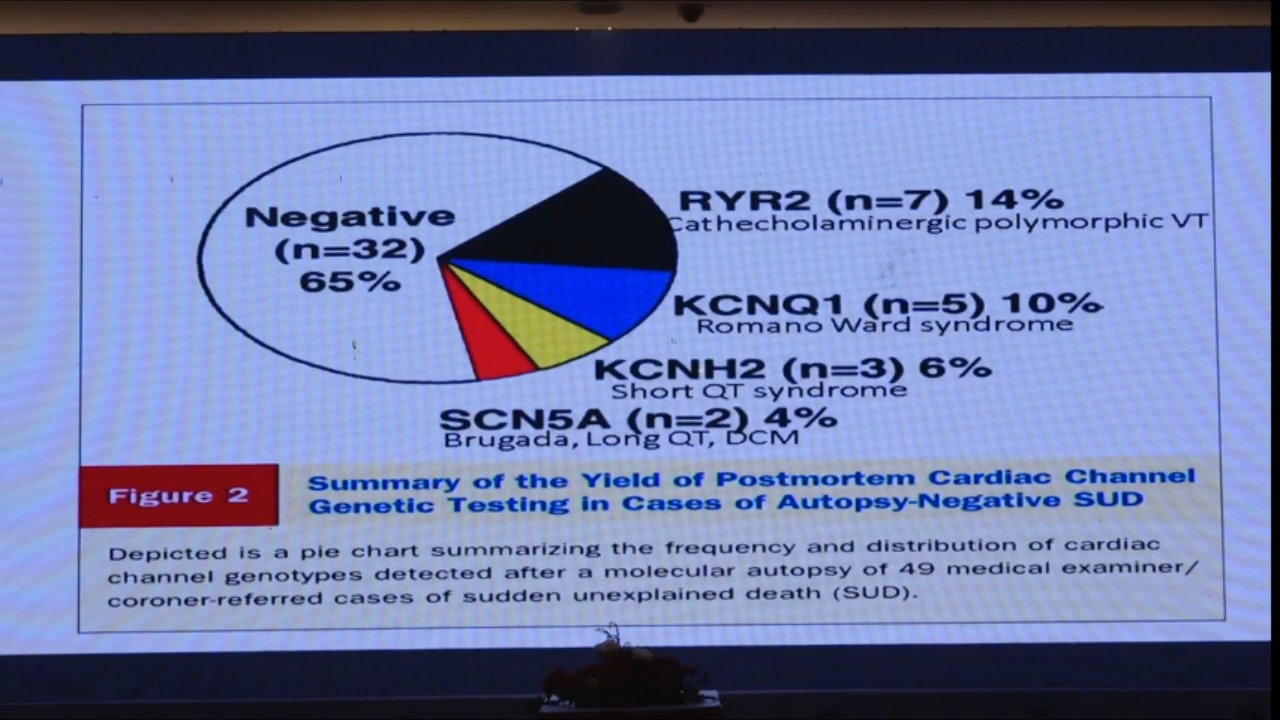 Negative
(n=32)
65%
RYR2 (n=7) 14%
Cathecholaminergic polymorphic VT
KCNQ1 (n=5) 10%
Romano Ward syndrome
KCNH2 (n=3) 6%
Short QT syndrome
SCN5A (n=2) 4%
Brugada, Long QT, DCM
Figure 2
Summary of the Yield of Postmortem Cardiac Channel
Genetic Testing in Cases of Autopsy-Negative SUD
Depicted is a pie chart summarizing the frequency and distribution of cardiac
channel genotypes detected after a molecular autopsy of 49 medical examiner/
coroner-referred cases of sudden unexplained death (SUD).